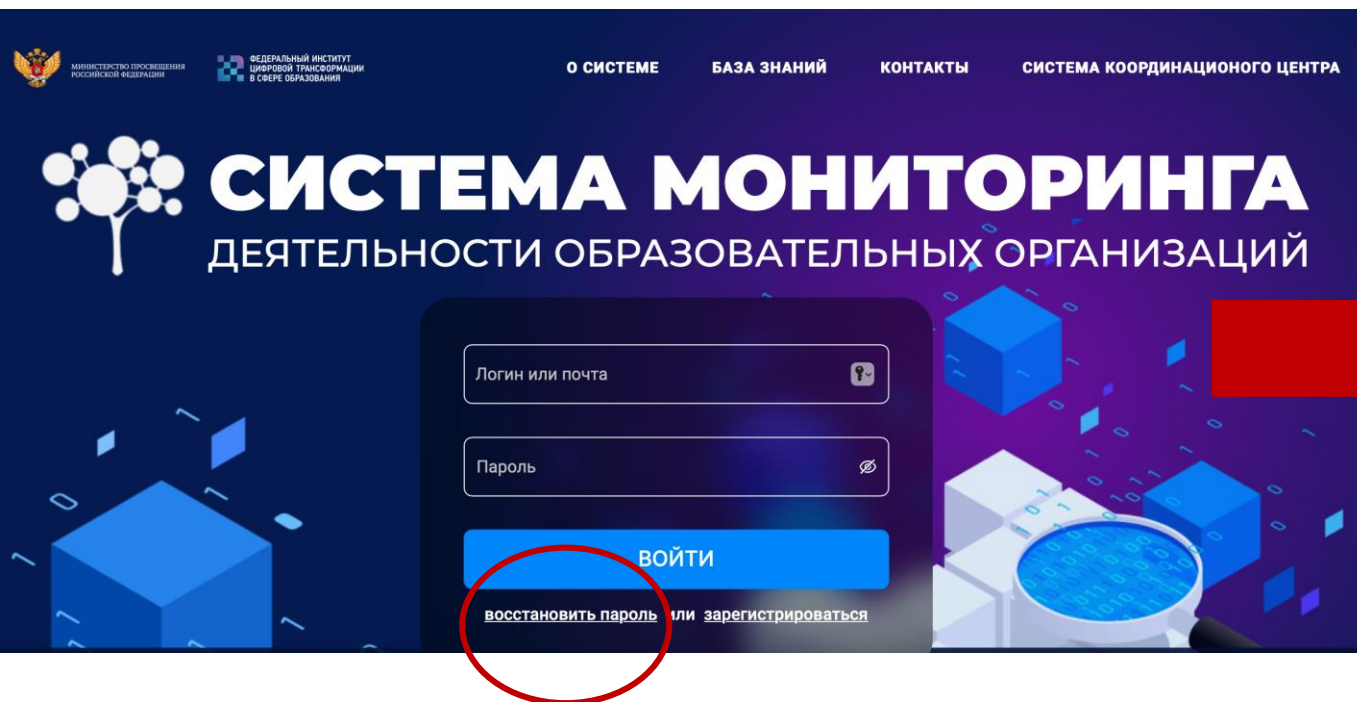 МИНИСТЕРСТВО ПРОСВЕЩЕНИЯ
РОССИЙСКОЙ ФЕДЕРАЦИИ
ФЕДЕРАЛЬНЫЙ ИНСТИТУТ
ЦИФРОВОЙ ТРАНСФОРМАЦИИ
В СФЕРЕ ОБРАЗОВАНИЯ
О СИСТЕМЕ БАЗА ЗНАНИЙ КОНТАКТЫ СИСТЕМА КООРДИНАЦИОНОГО ЦЕНТРА
СИСТЕМА МОНИТОРИНГА
ДЕЯТЕЛЬНОСТИ ОБРАЗОВАТЕЛЬНЫХ ОРГАНИЗАЦИЙ
Логин или почта
Пароль
ВОЙТИ
восстановить пароль или зарегистрироваться